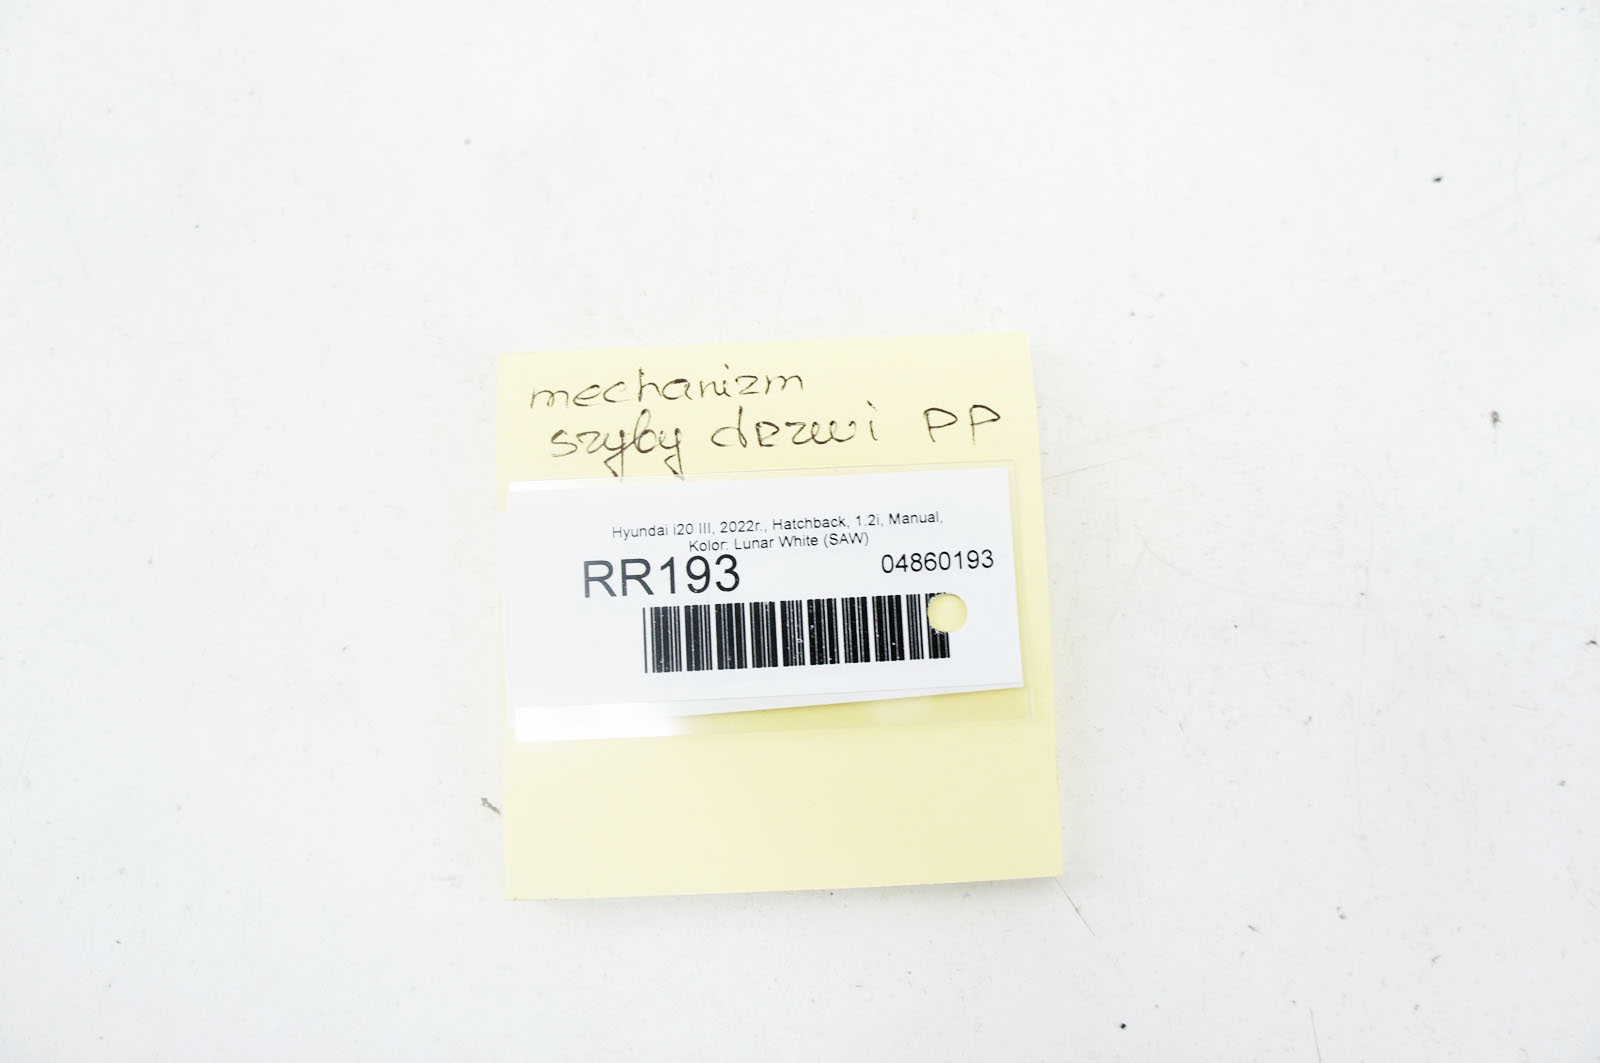 mechanizm
szyby drzwi PP
Hyundai i20 III, 2022r., Hatchback, 1.2i, Manual,
Kolor: Lunar White (SAW)
RR193
04860193